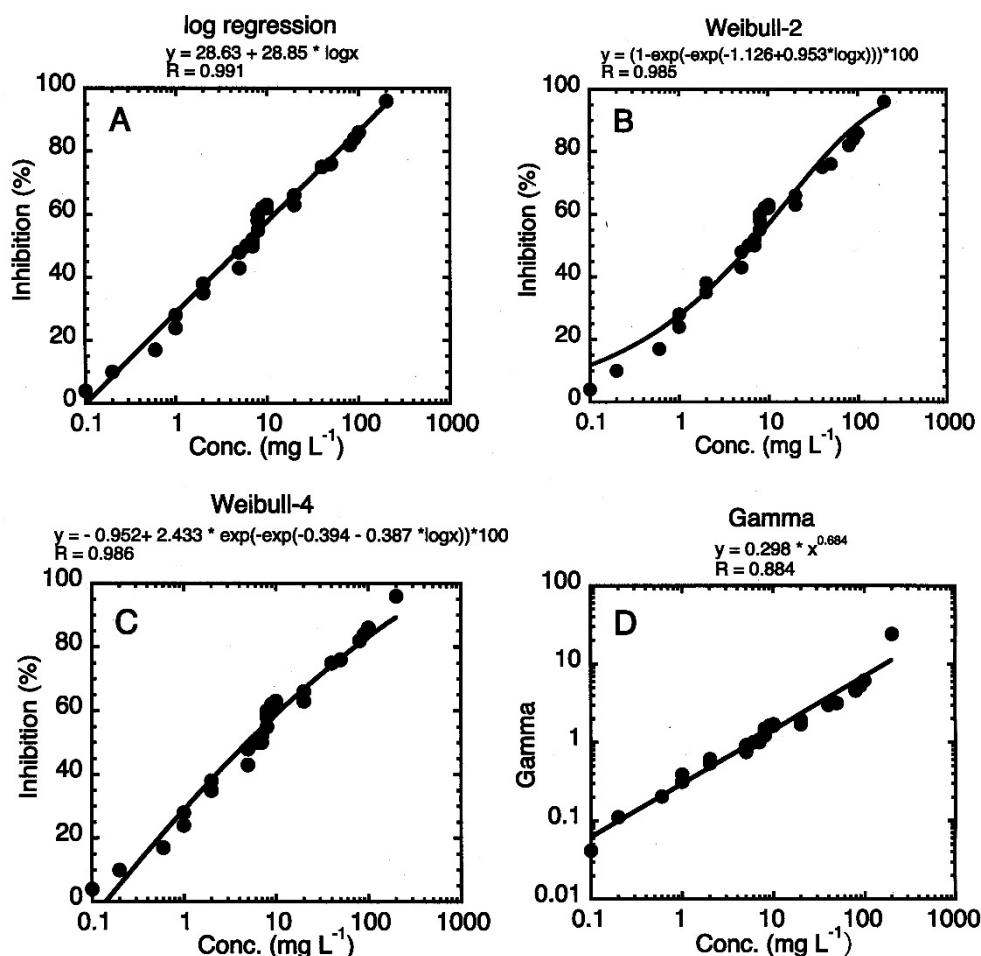 log regression
y = 28.63 + 28.85 * logx
R = 0.991
A
100
80
60
40
20
0
Inhibition (%)
0.1 1 10 100 1000
Conc. (mg L-1)
Weibull-2
y = (1-exp(-exp(-1.126+0.953*logx)))*100
R = 0.985
B
100
80
60
40
20
0
Inhibition (%)
0.1 1 10 100 1000
Conc. (mg L-1)
Weibull-4
y = - 0.952+ 2.433 * exp(-exp(-0.394 - 0.387 *logx))*100
R = 0.986
C
100
80
60
40
20
0
Inhibition (%)
0.1 1 10 100 1000
Conc. (mg L-1)
Gamma
y = 0.298 * x0.684
R = 0.884
D
100
10
1
0.1
0.01
Gamma
0.1 1 10 100 1000
Conc. (mg L-1)